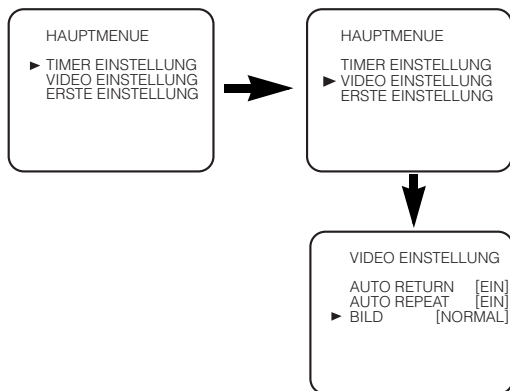 HAUPTMENUE
TIMER EINSTELLUNG
VIDEO EINSTELLUNG
ERSTE EINSTELLUNG
HAUPTMENUE
TIMER EINSTELLUNG
VIDEO EINSTELLUNG
ERSTE EINSTELLUNG
VIDEO EINSTELLUNG
AUTO RETURN [EIN]
AUTO REPEAT [EIN]
BILD [NORMAL]